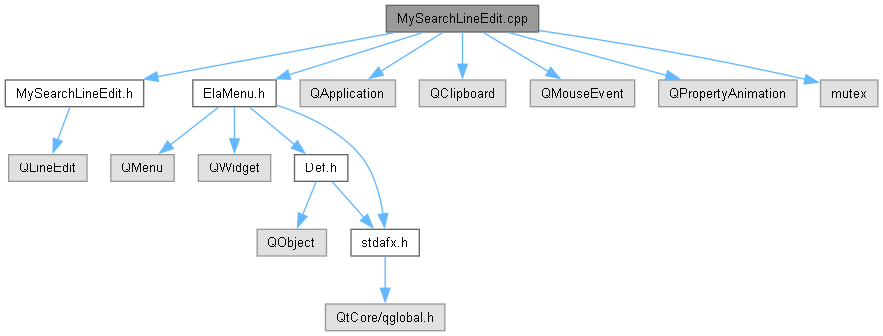 MySearchLineEdit.cpp
MySearchLineEdit.h
ElaMenu.h
QApplication
QClipboard
QMouseEvent
QPropertyAnimation
mutex
QLineEdit
QMenu
QWidget
Def.h
QObject
stdafx.h
QtCore/qglobal.h